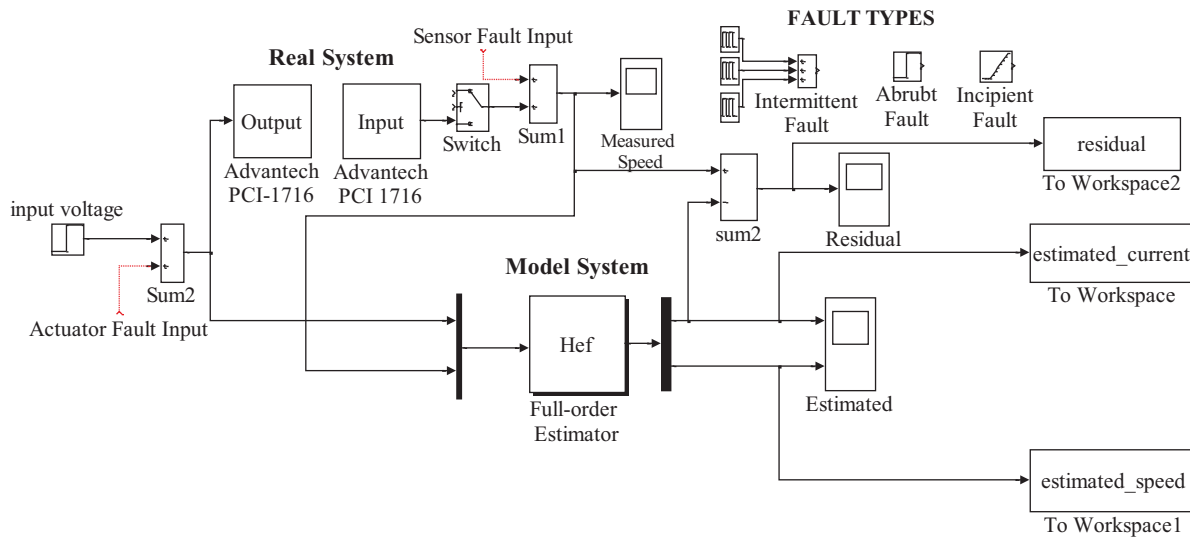 FAULT TYPES
Sensor Fault Input
Real System
Output
Input
Switch
Sum1
Measured
Speed
Intermittent
Fault
Abrubt
Fault
Incipient
Fault
residual
To Workspace2
Advantech
PCI-1716
Advantech
PCI 1716
input voltage
Sum2
Actuator Fault Input
sum2
Residual
Model System
estimated_current
To Workspace
Hef
Full-order
Estimator
Estimated
estimated_speed
To Workspace1